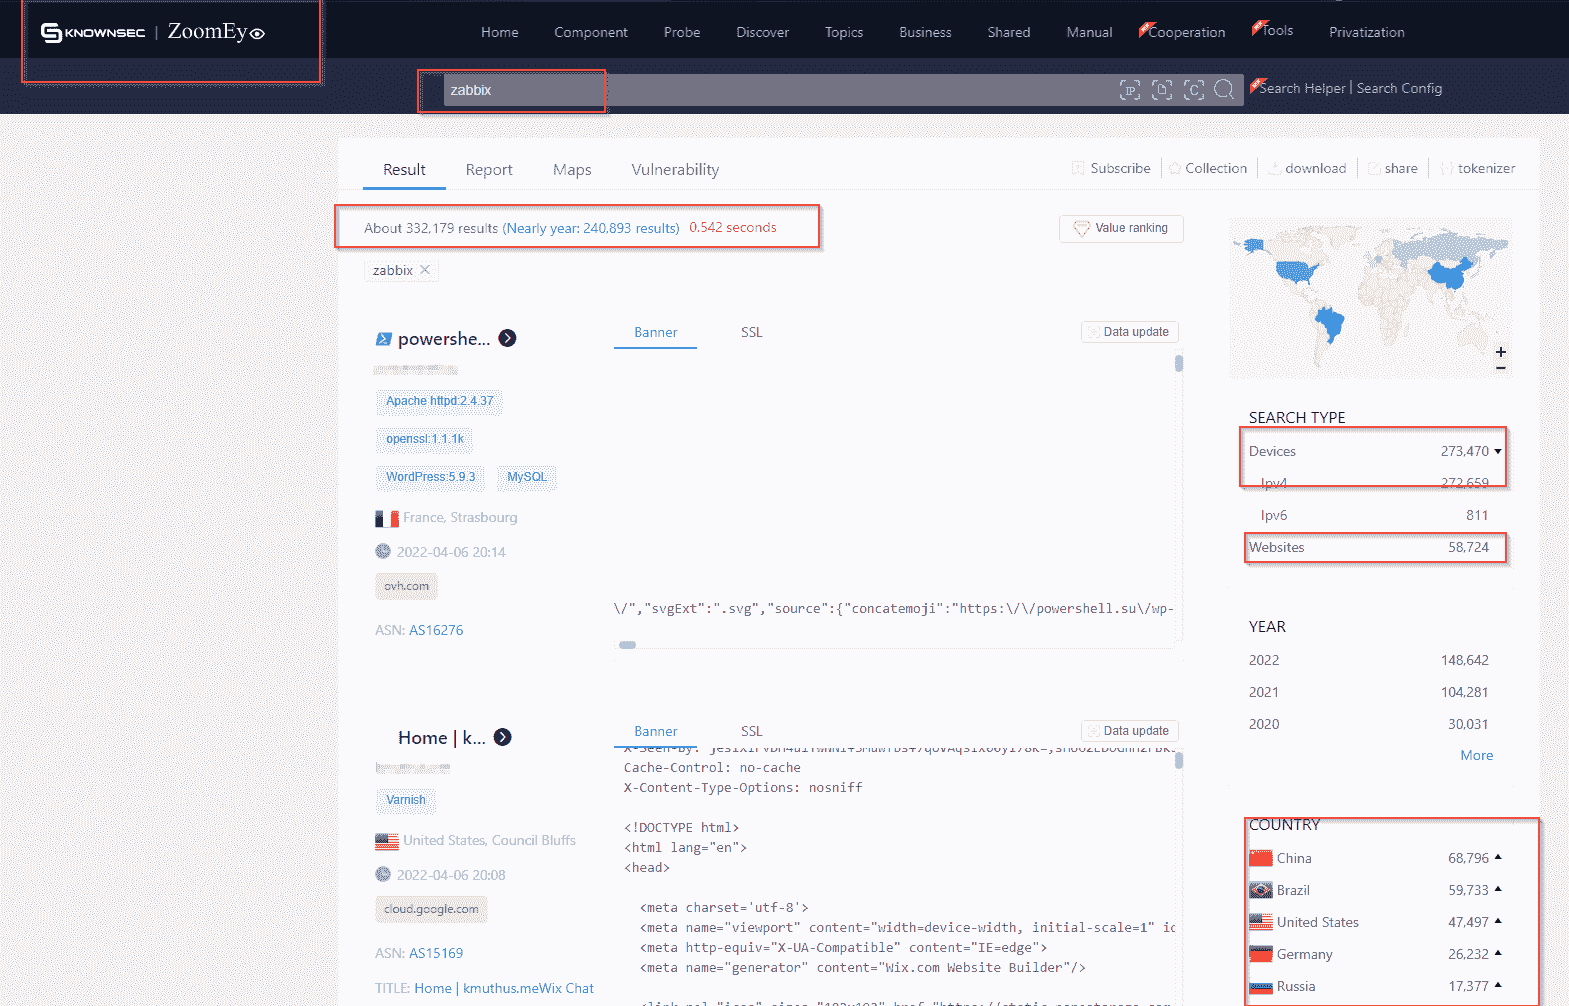 KNOWNSEC | ZoomEye
Home Component Probe Discover Topics Business Shared Manual Cooperation Tools Privatization
zabbix
IP D C
Search Helper | Search Config
Result Report Maps Vulnerability
Subscribe Collection download share tokenizer
About 332,179 results (Nearly year: 240,893 results) 0.542 seconds
Value ranking
zabbix
powershe...
Banner SSL
Data update
Apache httpd:2.4.37
openssl:1.1.1k
WordPress:5.9.3 MySQL
France, Strasbourg
2022-04-06 20:14
ovh.com
ASN: AS16276
\/","svgExt":".svg","source":{"concatemoji":"https:\/\/powershell.su\/wp-
Home | k...
Banner SSL
Data update
Varnish
United States, Council Bluffs
2022-04-06 20:08
cloud.google.com
ASN: AS15169
TITLE: Home | kmuthus.meWix Chat
Cache-Control: no-cache
X-Content-Type-Options: nosniff
<!DOCTYPE html>
<html lang="en">
<head>
<meta charset='utf-8'>
<meta name="viewport" content="width=device-width, initial-scale=1" ic
<meta http-equiv="X-UA-Compatible" content="IE=edge">
<meta name="generator" content="Wix.com Website Builder"/>
+
−
SEARCH TYPE
Devices 273,470
Ipv4 272,659
Ipv6 811
Websites 58,724
YEAR
2022 148,642
2021 104,281
2020 30,031
More
COUNTRY
China 68,796
Brazil 59,733
United States 47,497
Germany 26,232
Russia 17,377